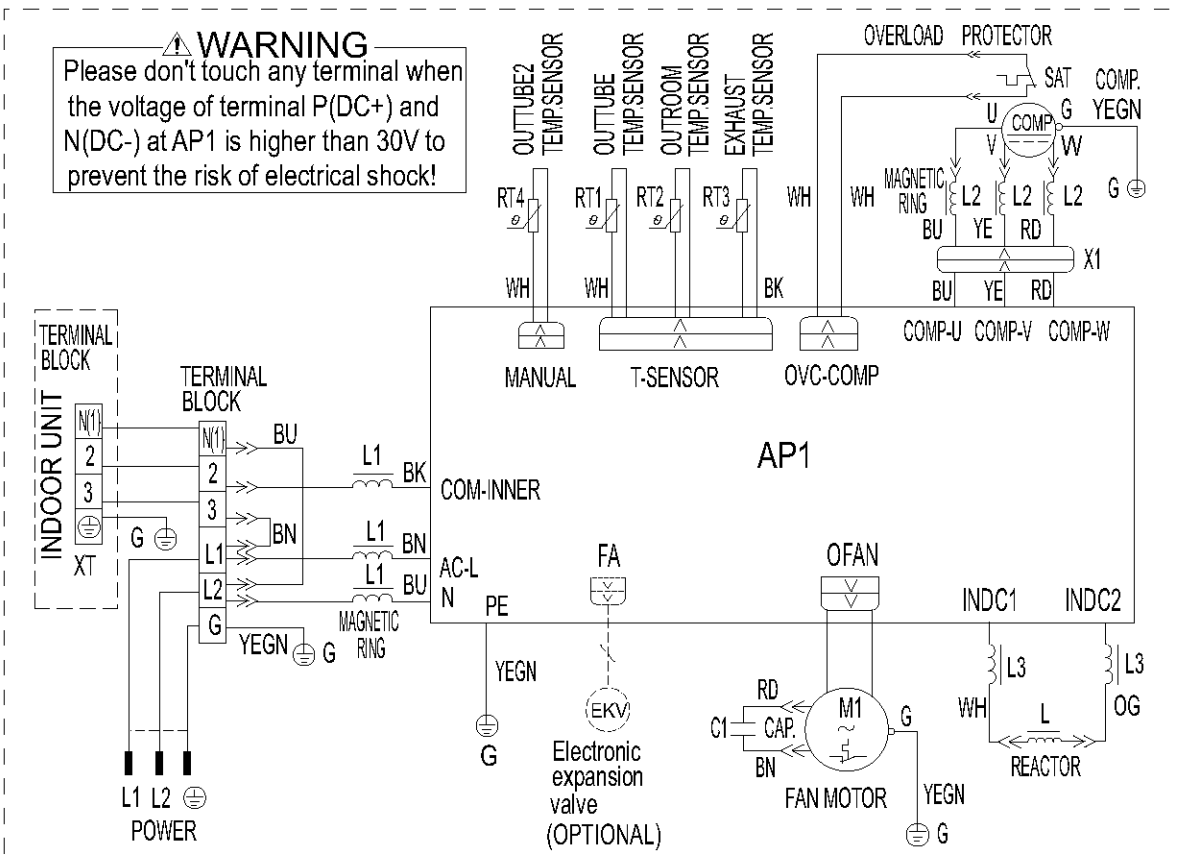 ⚠ WARNING
Please don't touch any terminal when
the voltage of terminal P(DC+) and
N(DC-) at AP1 is higher than 30V to
prevent the risk of electrical shock!
OUTTUBE2
TEMP.SENSOR
OUTTUBE
TEMP.SENSOR
OUTROOM
TEMP.SENSOR
EXHAUST
TEMP.SENSOR
OVERLOAD PROTECTOR
SAT
COMP.
YEGN
U
COMP
G
V
W
G
MAGNETIC
RING
L2
L2
L2
BU
YE
RD
X1
BU
YE
RD
RT4
θ
RT1
θ
RT2
θ
RT3
θ
WH
WH
WH
WH
BK
MANUAL
T-SENSOR
OVC-COMP
COMP-U
COMP-V
COMP-W
AP1
TERMINAL
BLOCK
INDOOR UNIT
N(1)
2
3
XT
G
TERMINAL
BLOCK
N(1)
2
3
L1
L2
G
BU
BN
YEGN
G
L1
BK
COM-INNER
L1
BN
AC-L
L1
BU
N
MAGNETIC
RING
PE
YEGN
G
FA
EKV
Electronic
expansion
valve
(OPTIONAL)
OFAN
RD
C1
CAP.
BN
M1
~
G
FAN MOTOR
YEGN
G
INDC1
INDC2
L3
L3
WH
L
OG
REACTOR
L1
L2
POWER